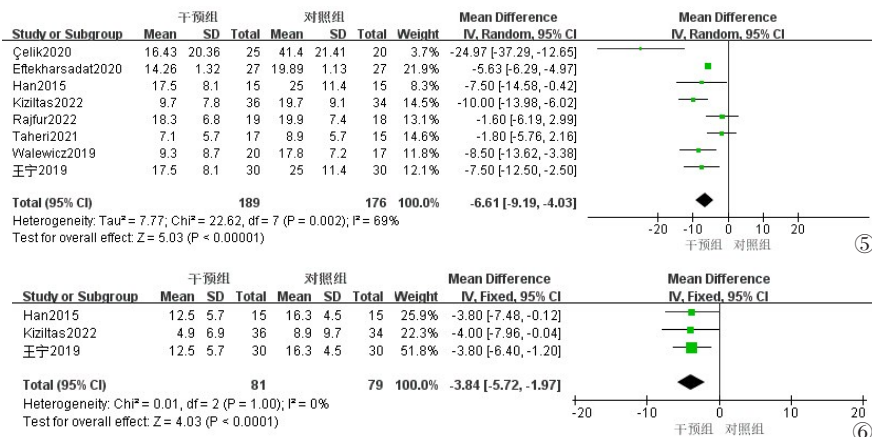 干预组 对照组 Mean Difference Mean Difference
Study or Subgroup Mean SD Total Mean SD Total Weight IV, Random, 95% CI IV, Random, 95% CI
Çelik2020 16.43 20.36 25 41.4 21.41 20 3.7% -24.97 [-37.29, -12.65]
Eftekharsadat2020 14.26 1.32 27 19.89 1.13 27 21.9% -5.63 [-6.29, -4.97]
Han2015 17.5 8.1 15 25 11.4 15 8.3% -7.50 [-14.58, -0.42]
Kiziltas2022 9.7 7.8 36 19.7 9.1 34 14.9% -10.00 [-13.98, -6.02]
Rajfur2022 18.3 6.8 19 19.9 7.4 18 13.2% -1.60 [-6.19, 2.99]
Taheri2021 7.1 5.7 17 8.9 5.7 15 15.0% -1.80 [-5.76, 2.16]
Walewicz2019 9.3 8.7 20 17.8 7.2 17 11.8% -8.50 [-13.62, -3.38]
王宁2019 17.5 8.1 30 25 11.4 30 12.1% -7.50 [-12.50, -2.50]
Total (95% CI) 189 176 100.0% -6.61 [-9.19, -4.03]
Heterogeneity: Tau² = 7.77; Chi² = 22.62, df = 7 (P = 0.002); I² = 69%
Test for overall effect: Z = 5.03 (P < 0.00001)
-20 -10 0 10 20
干预组 对照组
⑤
干预组 对照组 Mean Difference Mean Difference
Study or Subgroup Mean SD Total Mean SD Total Weight IV, Fixed, 95% CI IV, Fixed, 95% CI
Han2015 12.5 5.7 15 16.3 4.5 15 25.9% -3.80 [-7.48, -0.12]
Kiziltas2022 4.9 6.9 36 8.9 9.7 34 22.3% -4.00 [-7.96, -0.04]
王宁2019 12.5 5.7 30 16.3 4.5 30 51.8% -3.80 [-6.40, -1.20]
Total (95% CI) 81 79 100.0% -3.84 [-5.72, -1.97]
Heterogeneity: Chi² = 0.01, df = 2 (P = 1.00); I² = 0%
Test for overall effect: Z = 4.03 (P < 0.0001)
-20 -10 0 10 20
干预组 对照组
⑥